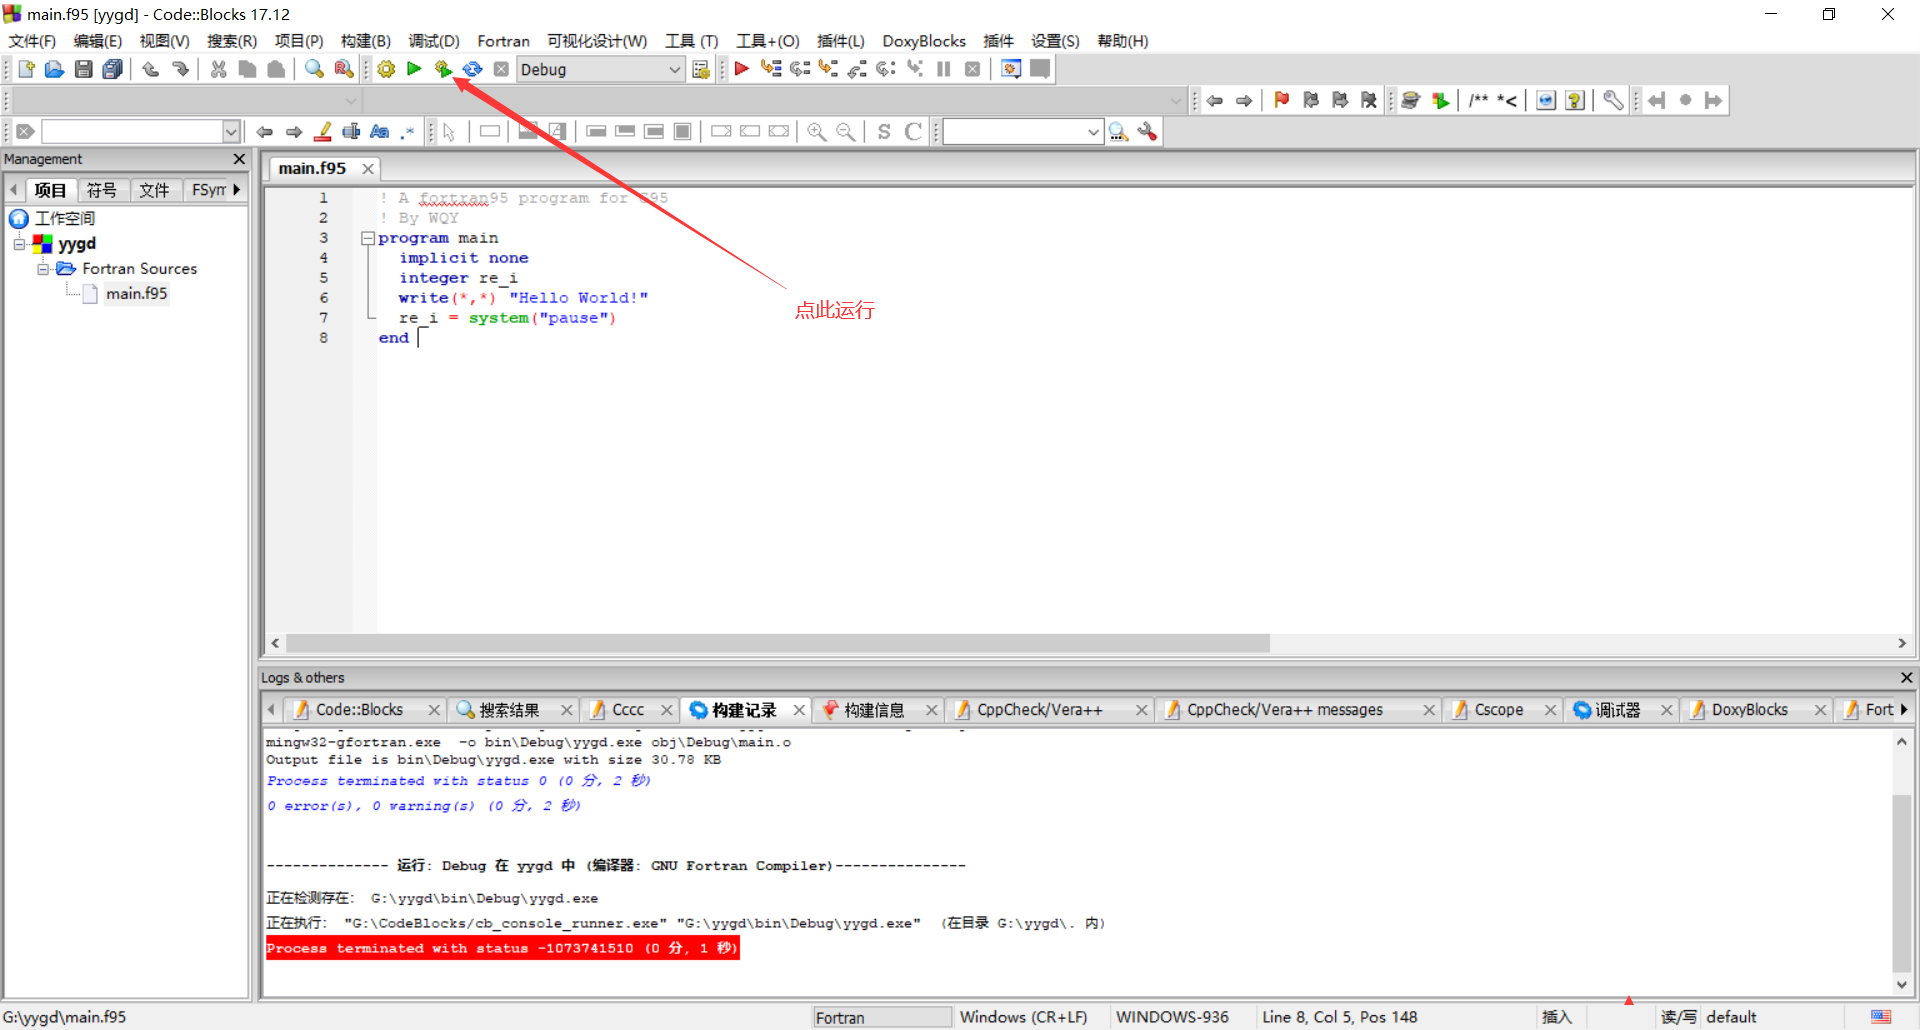 main.f95 [yygd] - Code::Blocks 17.12
文件(F) 编辑(E) 视图(V) 搜索(R) 项目(P) 构建(B) 调试(D) Fortran 可视化设计(W) 工具 (T) 工具+(O) 插件(L) DoxyBlocks 插件 设置(S) 帮助(H)
Debug
/** *<
S C
Management
main.f95
项目 符号 文件 FSym
工作空间
yygd
Fortran Sources
main.f95
1 ! A fortran95 program for G95
2 ! By WQY
3 program main
4 implicit none
5 integer re_i
6 write(*,*) "Hello World!"
7 re_i = system("pause")
8 end
点此运行
Logs & others
Code::Blocks 搜索结果 Cccc 构建记录 构建信息 CppCheck/Vera++ CppCheck/Vera++ messages Cscope 调试器 DoxyBlocks Fort
mingw32-gfortran.exe  -o bin\Debug\yygd.exe obj\Debug\main.o
Output file is bin\Debug\yygd.exe with size 30.78 KB
Process terminated with status 0 (0 分, 2 秒)
0 error(s), 0 warning(s) (0 分, 2 秒)
-------------- 运行: Debug 在 yygd 中 (编译器: GNU Fortran Compiler)---------------
正在检测存在: G:\yygd\bin\Debug\yygd.exe
正在执行: "G:\CodeBlocks/cb_console_runner.exe" "G:\yygd\bin\Debug\yygd.exe" (在目录 G:\yygd\. 内)
Process terminated with status -1073741510 (0 分, 1 秒)
G:\yygd\main.f95 Fortran Windows (CR+LF) WINDOWS-936 Line 8, Col 5, Pos 148 插入 读/写 default